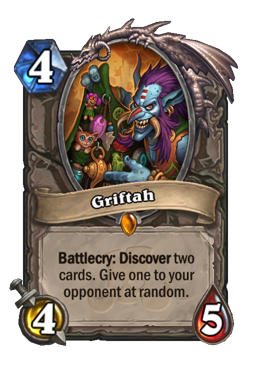 4
Griftah
Battlecry: Discover two
cards. Give one to your
opponent at random.
4
5